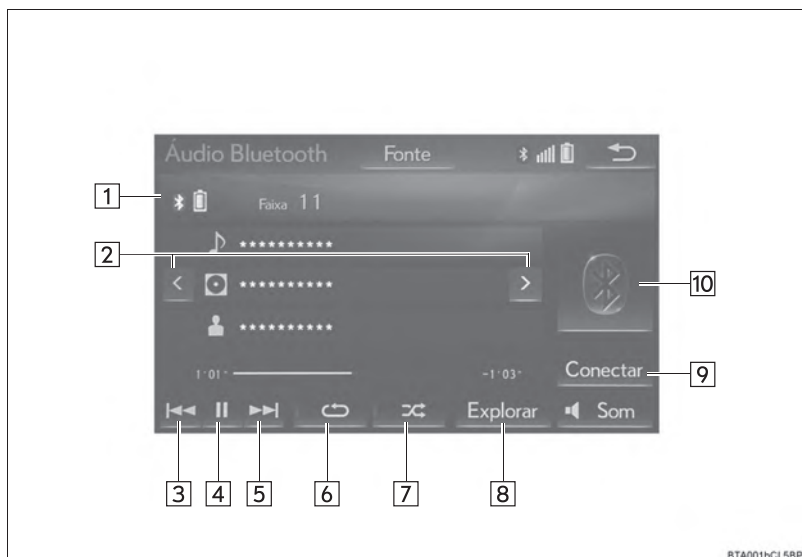 Áudio Bluetooth Fonte
1
Faixa 11
**********
2
< ********** >
10
**********
1'01" -1'03"
Conectar
9
Explorar Som
3 4 5 6 7 8
BTA001bCL5BP